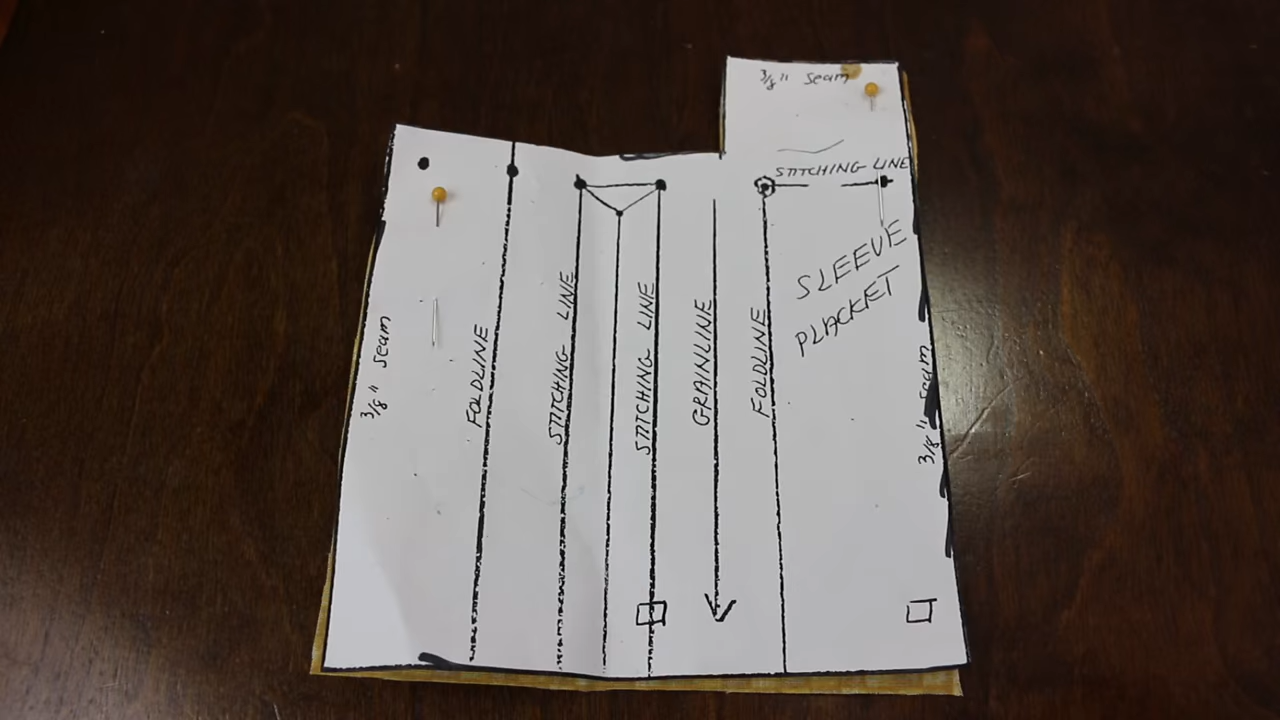 3/8" seam
STITCHING LINE
SLEEVE
PLACKET
3/8" seam
FOLDLINE
STITCHING LINE
STITCHING LINE
GRAINLINE
FOLDLINE
3/8" seam